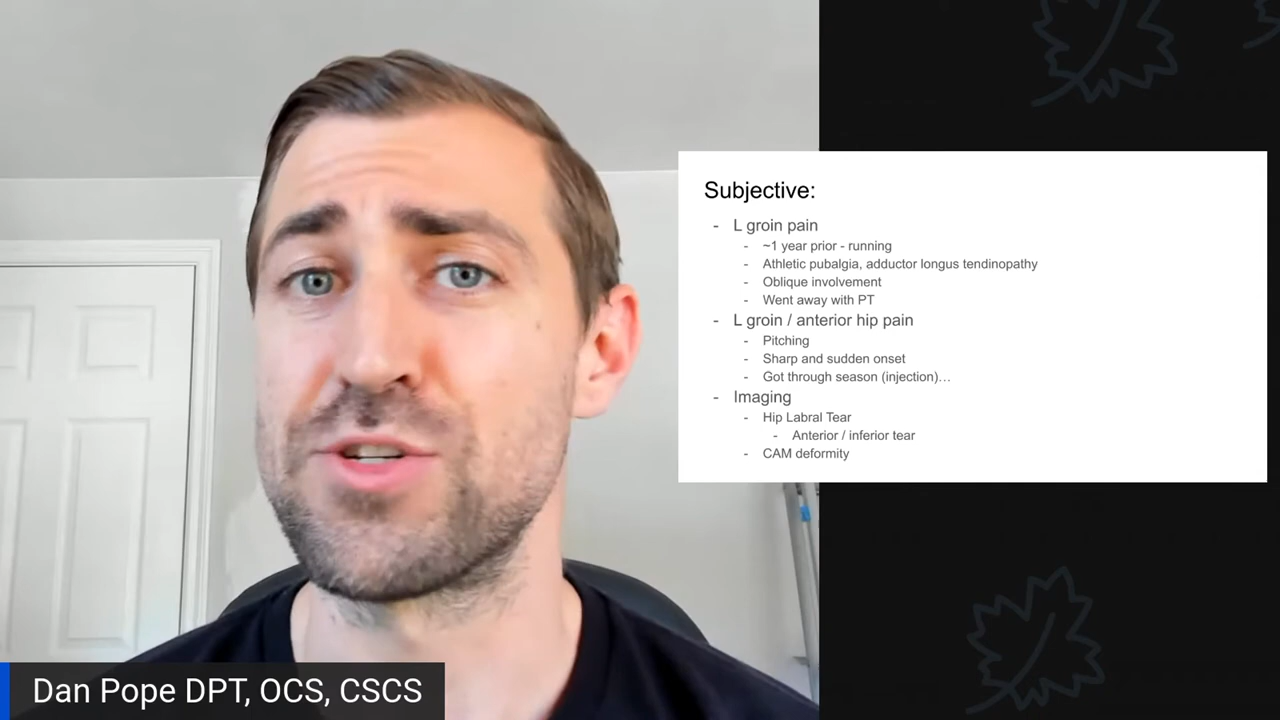 Subjective:
- L groin pain
- ~1 year prior - running
- Athletic pubalgia, adductor longus tendinopathy
- Oblique involvement
- Went away with PT
- L groin / anterior hip pain
- Pitching
- Sharp and sudden onset
- Got through season (injection)…
- Imaging
- Hip Labral Tear
- Anterior / inferior tear
- CAM deformity
Dan Pope DPT, OCS, CSCS